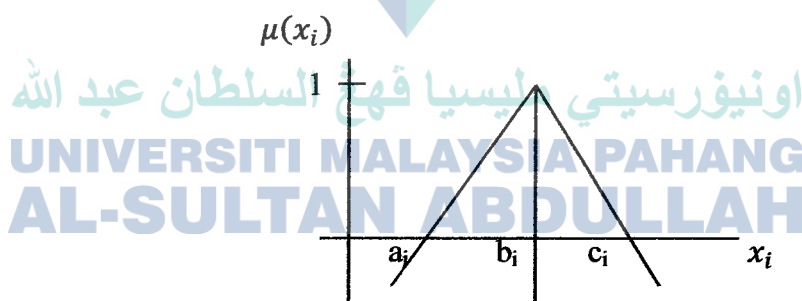 μ(xᵢ)
1
اونيۏرسيتي مليسيا ڤهڠ السلطان عبد الله
UNIVERSITI MALAYSIA PAHANG
AL-SULTAN ABDULLAH
aᵢ bᵢ cᵢ xᵢ